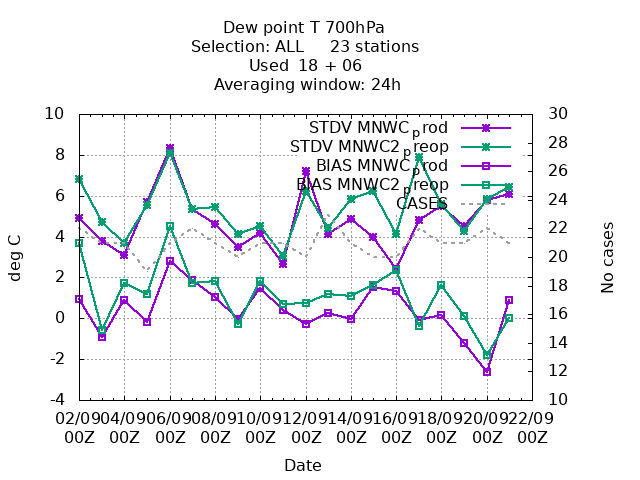 Dew point T 700hPa
Selection: ALL 23 stations
Used 18 + 06
Averaging window: 24h
STDV MNWC_prod
STDV MNWC2_preop
BIAS MNWC_prod
BIAS MNWC2_preop
CASES
deg C
10
8
6
4
2
0
-2
-4
No cases
30
28
26
24
22
20
18
16
14
12
10
02/09 04/09 06/09 08/09 10/09 12/09 14/09 16/09 18/09 20/09 22/09
00Z 00Z 00Z 00Z 00Z 00Z 00Z 00Z 00Z 00Z 00Z
Date